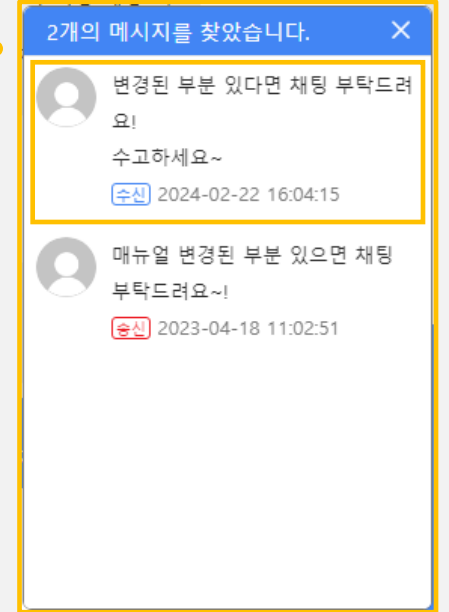 2개의 메시지를 찾았습니다.
변경된 부분 있다면 채팅 부탁드려
요!
수고하세요~
수신 2024-02-22 16:04:15
매뉴얼 변경된 부분 있으면 채팅
부탁드려요~!
송신 2023-04-18 11:02:51